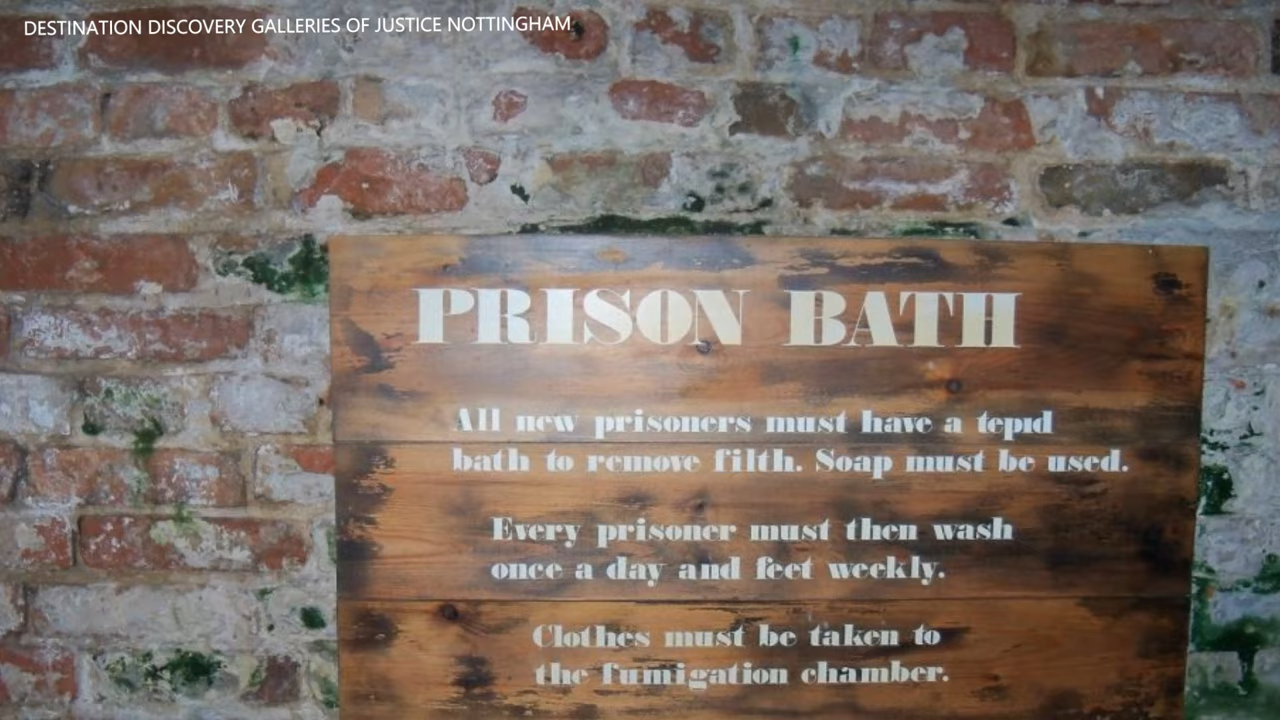 DESTINATION DISCOVERY GALLERIES OF JUSTICE NOTTINGHAM
PRISON BATH
All new prisoners must have a tepid
bath to remove filth. Soap must be used.
Every prisoner must then wash
once a day and feet weekly.
Clothes must be taken to
the fumigation chamber.